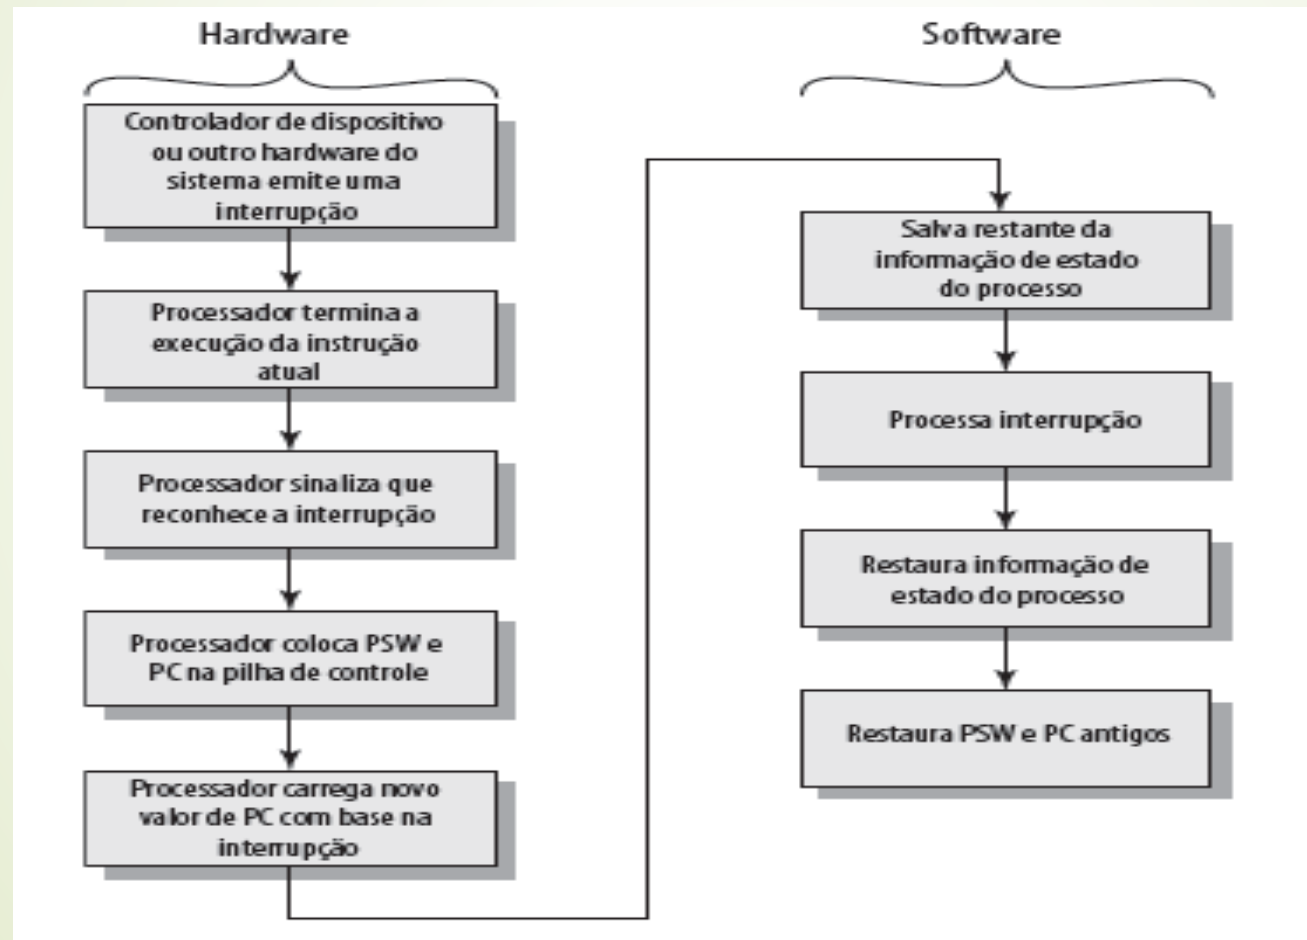 Hardware
Controlador de dispositivo
ou outro hardware do
sistema emite uma
interrupção
Processador termina a
execução da instrução
atual
Processador sinaliza que
reconhece a interrupção
Processador coloca PSW e
PC na pilha de controle
Processador carrega novo
valor de PC com base na
interrupção
Software
Salva restante da
informação de estado
do processo
Processa interrupção
Restaura informação de
estado do processo
Restaura PSW e PC antigos